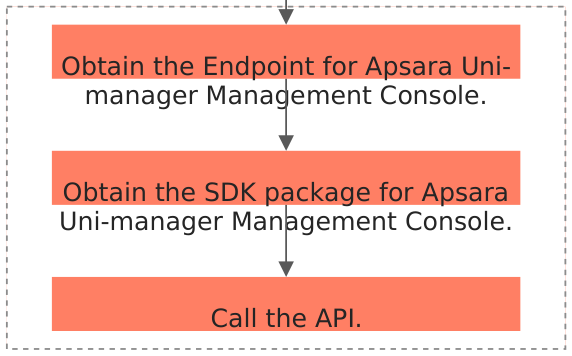 Obtain the Endpoint for Apsara Uni-
manager Management Console.
Obtain the SDK package for Apsara
Uni-manager Management Console.
Call the API.